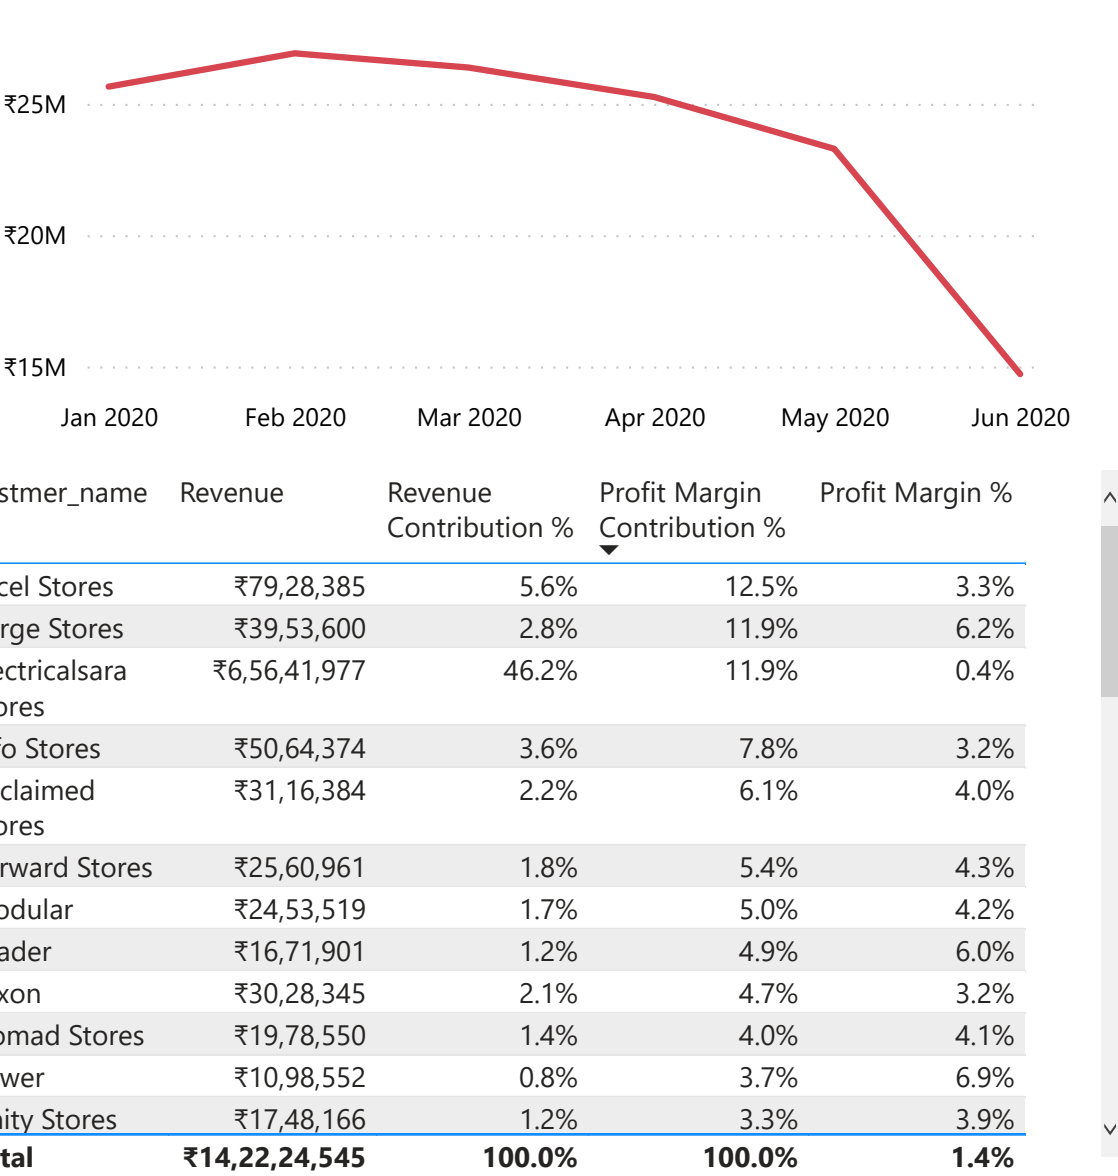 ₹25M
₹20M
₹15M
Jan 2020 Feb 2020 Mar 2020 Apr 2020 May 2020 Jun 2020
stmer_name Revenue Revenue Contribution % Profit Margin Contribution % Profit Margin %
cel Stores ₹79,28,385 5.6% 12.5% 3.3%
rge Stores ₹39,53,600 2.8% 11.9% 6.2%
ectricalsara ₹6,56,41,977 46.2% 11.9% 0.4%
ores
fo Stores ₹50,64,374 3.6% 7.8% 3.2%
claimed ₹31,16,384 2.2% 6.1% 4.0%
ores
rward Stores ₹25,60,961 1.8% 5.4% 4.3%
odular ₹24,53,519 1.7% 5.0% 4.2%
ader ₹16,71,901 1.2% 4.9% 6.0%
xon ₹30,28,345 2.1% 4.7% 3.2%
omad Stores ₹19,78,550 1.4% 4.0% 4.1%
wer ₹10,98,552 0.8% 3.7% 6.9%
ity Stores ₹17,48,166 1.2% 3.3% 3.9%
tal ₹14,22,24,545 100.0% 100.0% 1.4%